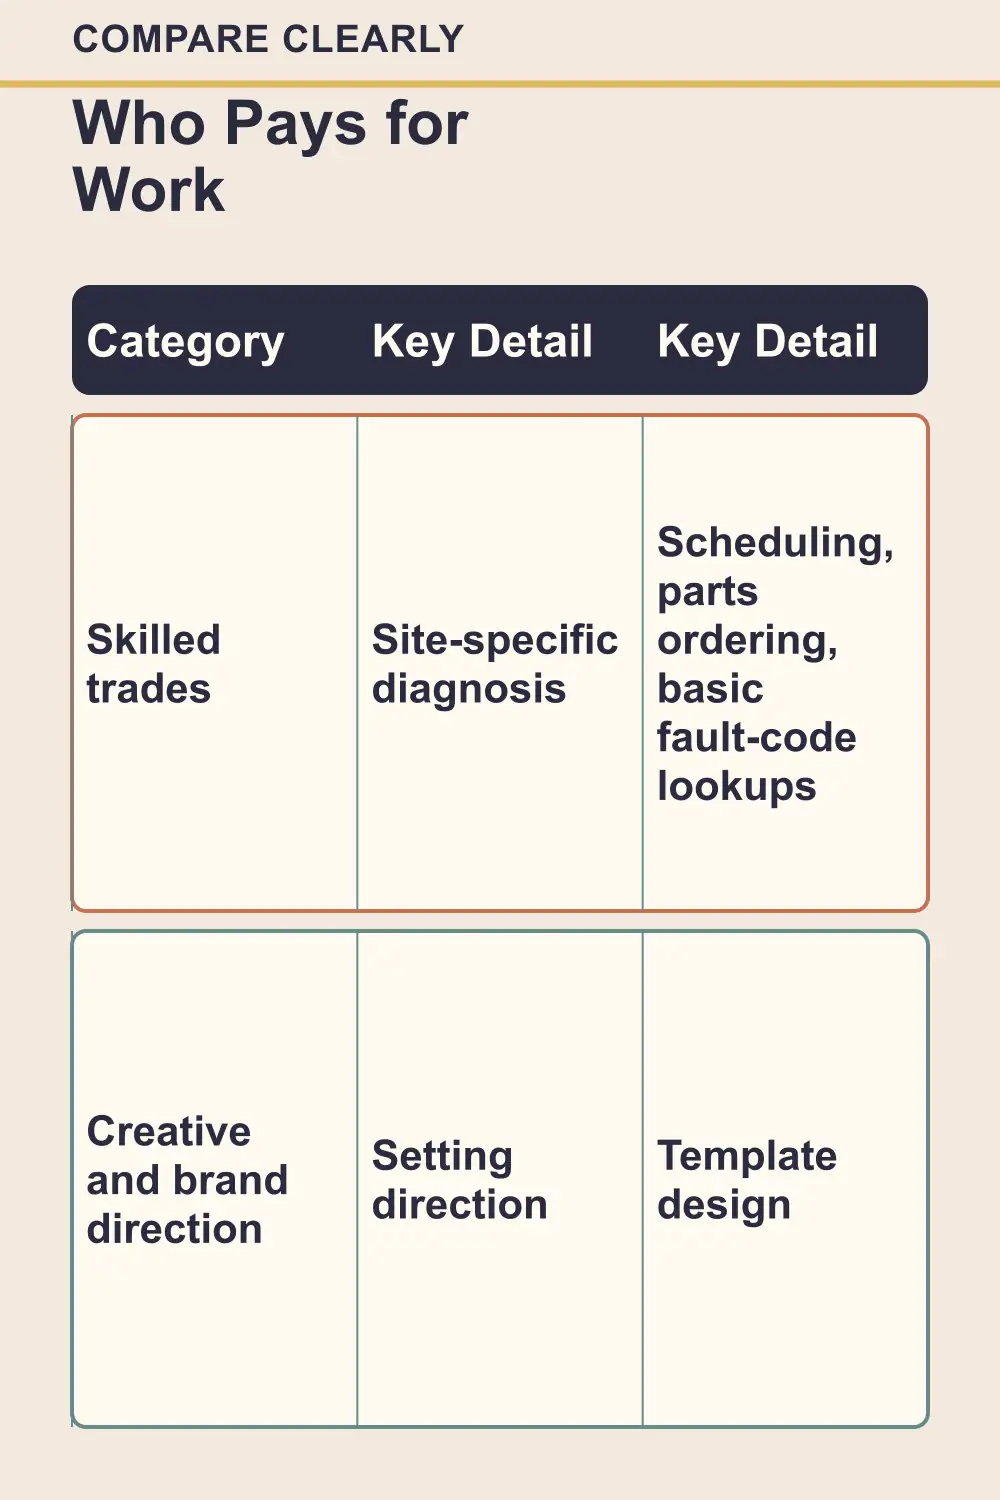 COMPARE CLEARLY
Who Pays for
Work
Category
Key Detail
Key Detail
Skilled
trades
Site-specific
diagnosis
Scheduling,
parts
ordering,
basic
fault-code
lookups
Creative
and brand
direction
Setting
direction
Template
design